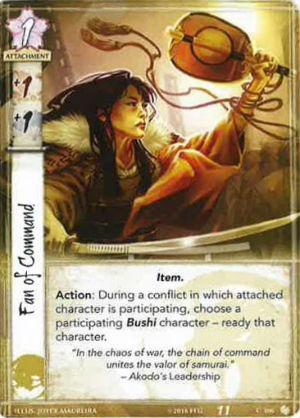 1
ATTACHMENT
+1
+1
Fan of Command
Item.
Action: During a conflict in which attached
character is participating, choose a
participating Bushi character – ready that
character.
"In the chaos of war, the chain of command
unites the valor of samurai."
– Akodo's Leadership
ILLUS. JOYCE MAUREIRA
©2018 FFG
11